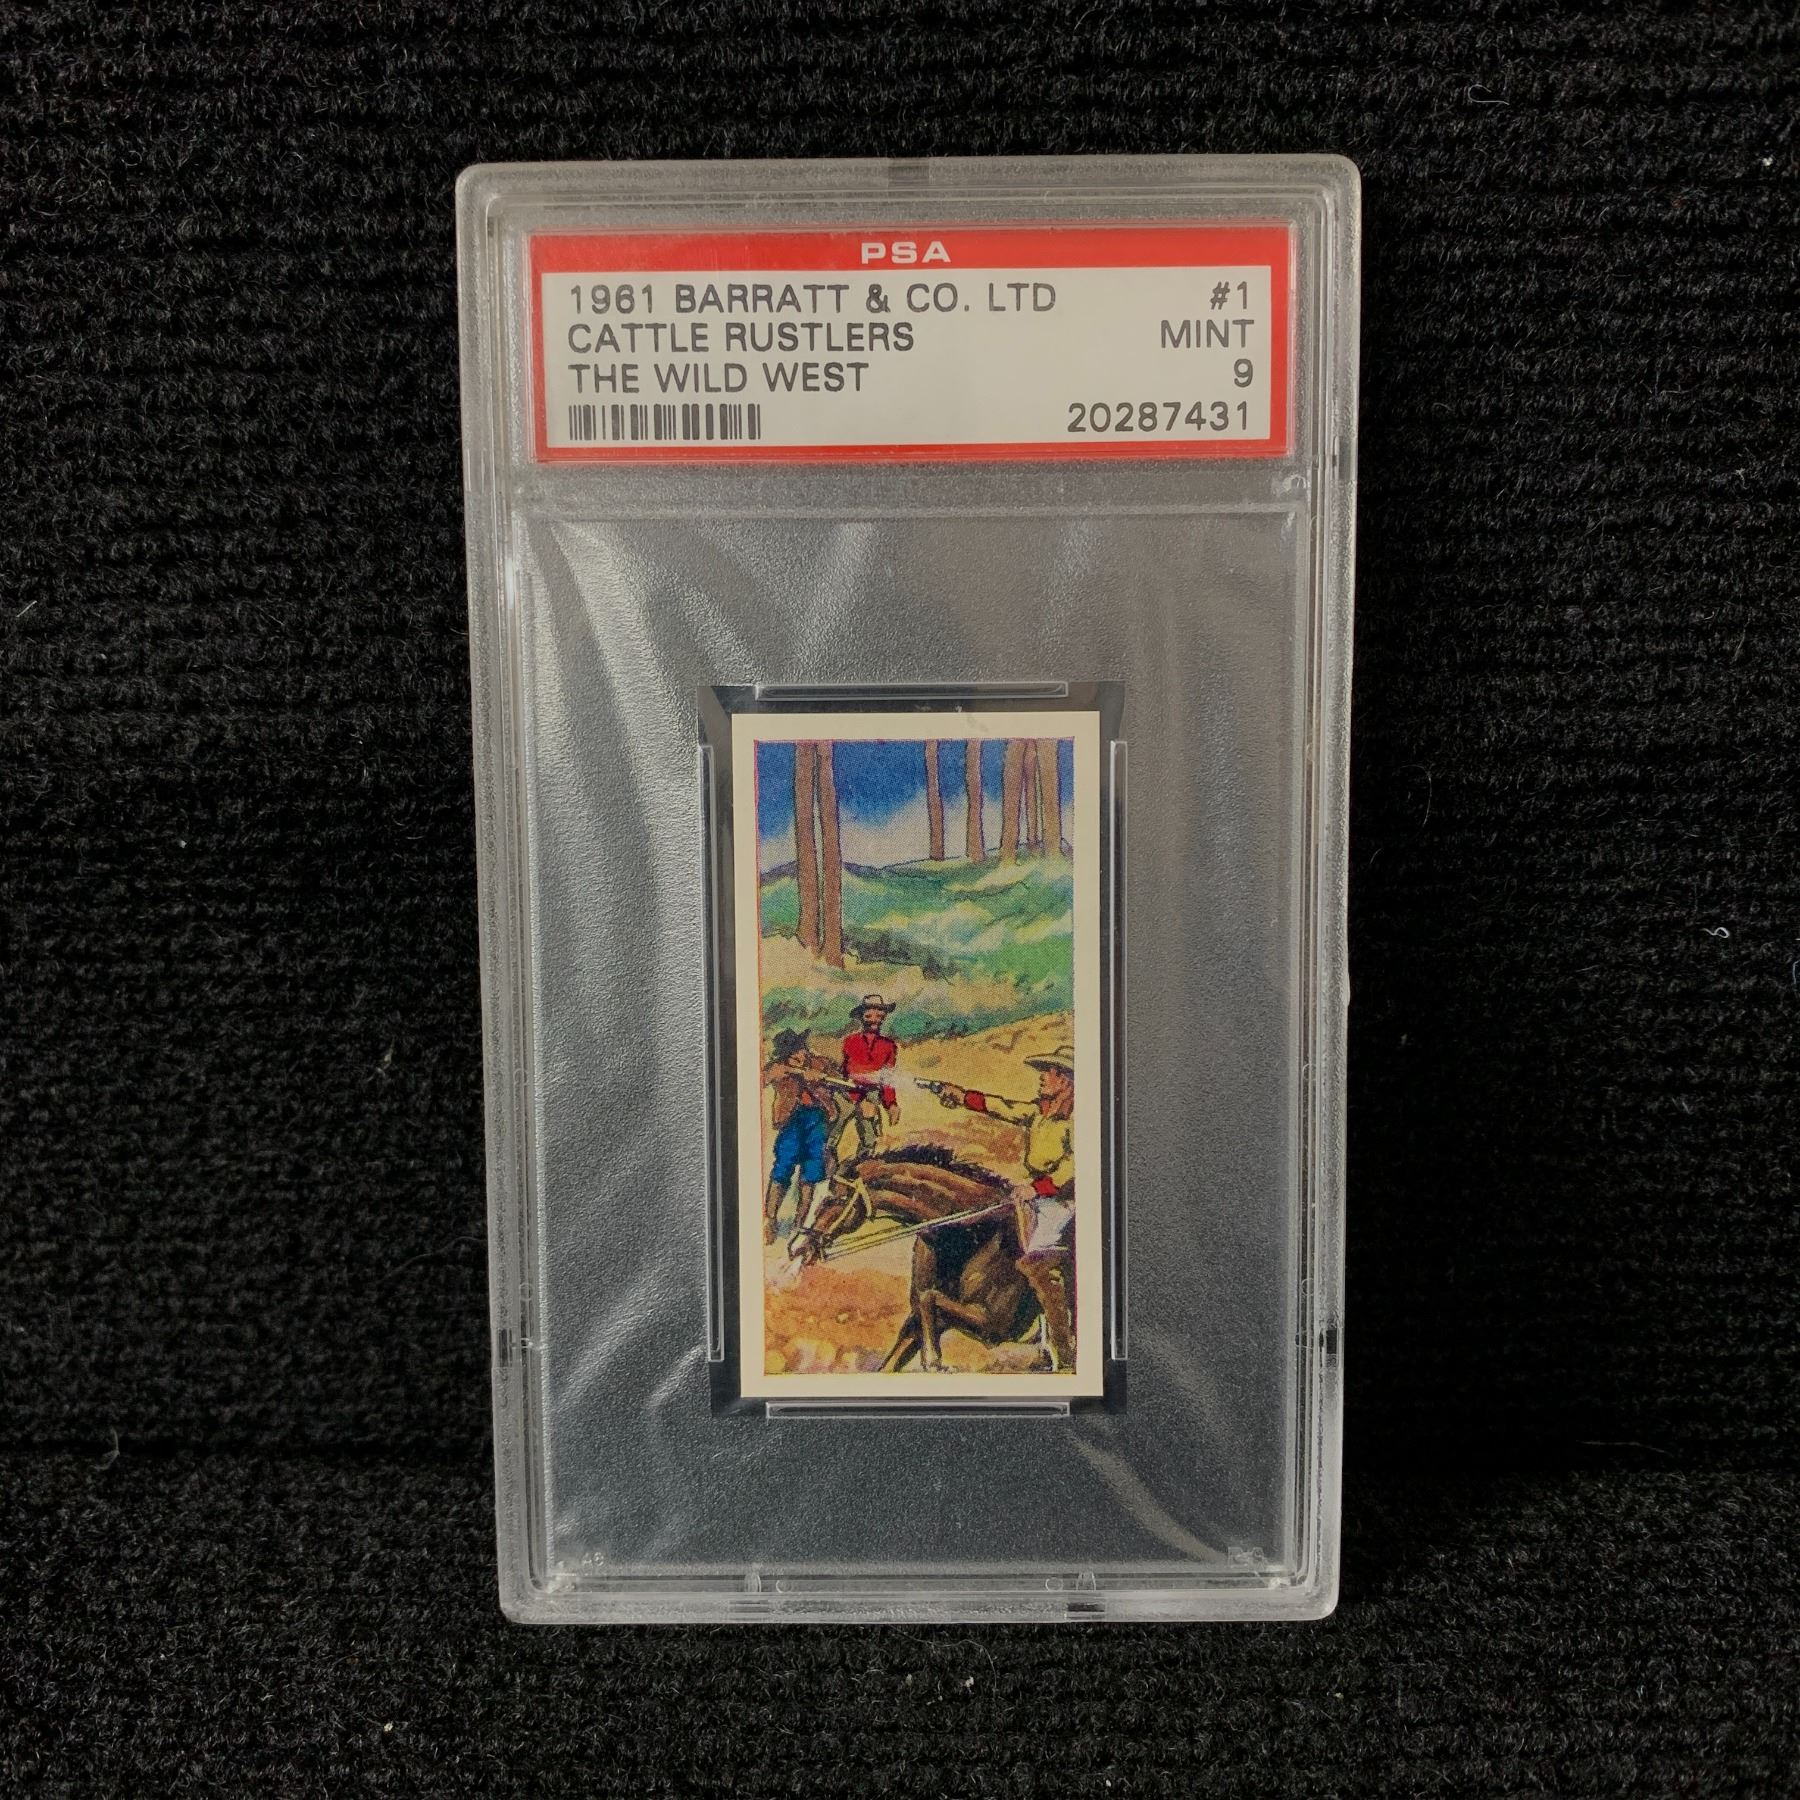 PSA
1961 BARRATT & CO. LTD #1
CATTLE RUSTLERS MINT
THE WILD WEST 9
20287431